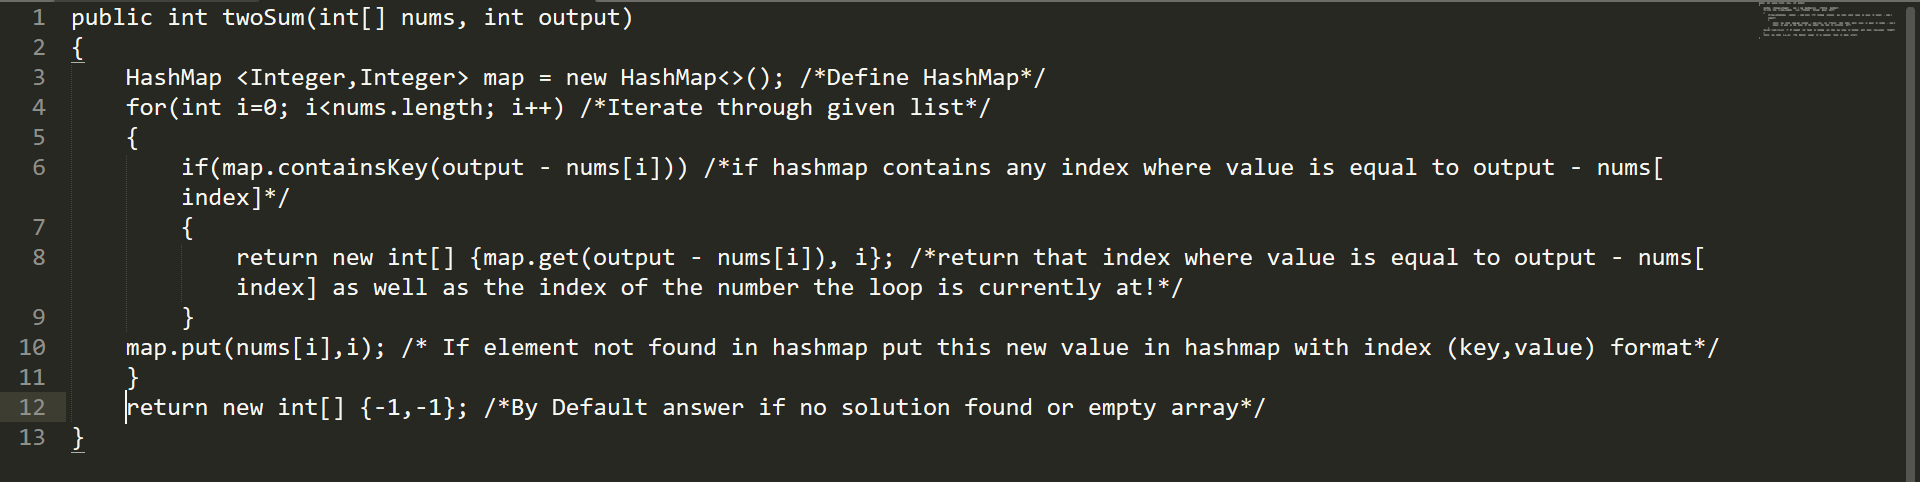 1 public int twoSum(int[] nums, int output)
2 {
3 HashMap <Integer,Integer> map = new HashMap<>(); /*Define HashMap*/
4 for(int i=0; i<nums.length; i++) /*Iterate through given list*/
5 {
6 if(map.containsKey(output - nums[i])) /*if hashmap contains any index where value is equal to output - nums[
index]*/
7 {
8 return new int[] {map.get(output - nums[i]), i}; /*return that index where value is equal to output - nums[
index] as well as the index of the number the loop is currently at!*/
9 }
10 map.put(nums[i],i); /* If element not found in hashmap put this new value in hashmap with index (key,value) format*/
11 }
12 return new int[] {-1,-1}; /*By Default answer if no solution found or empty array*/
13 }